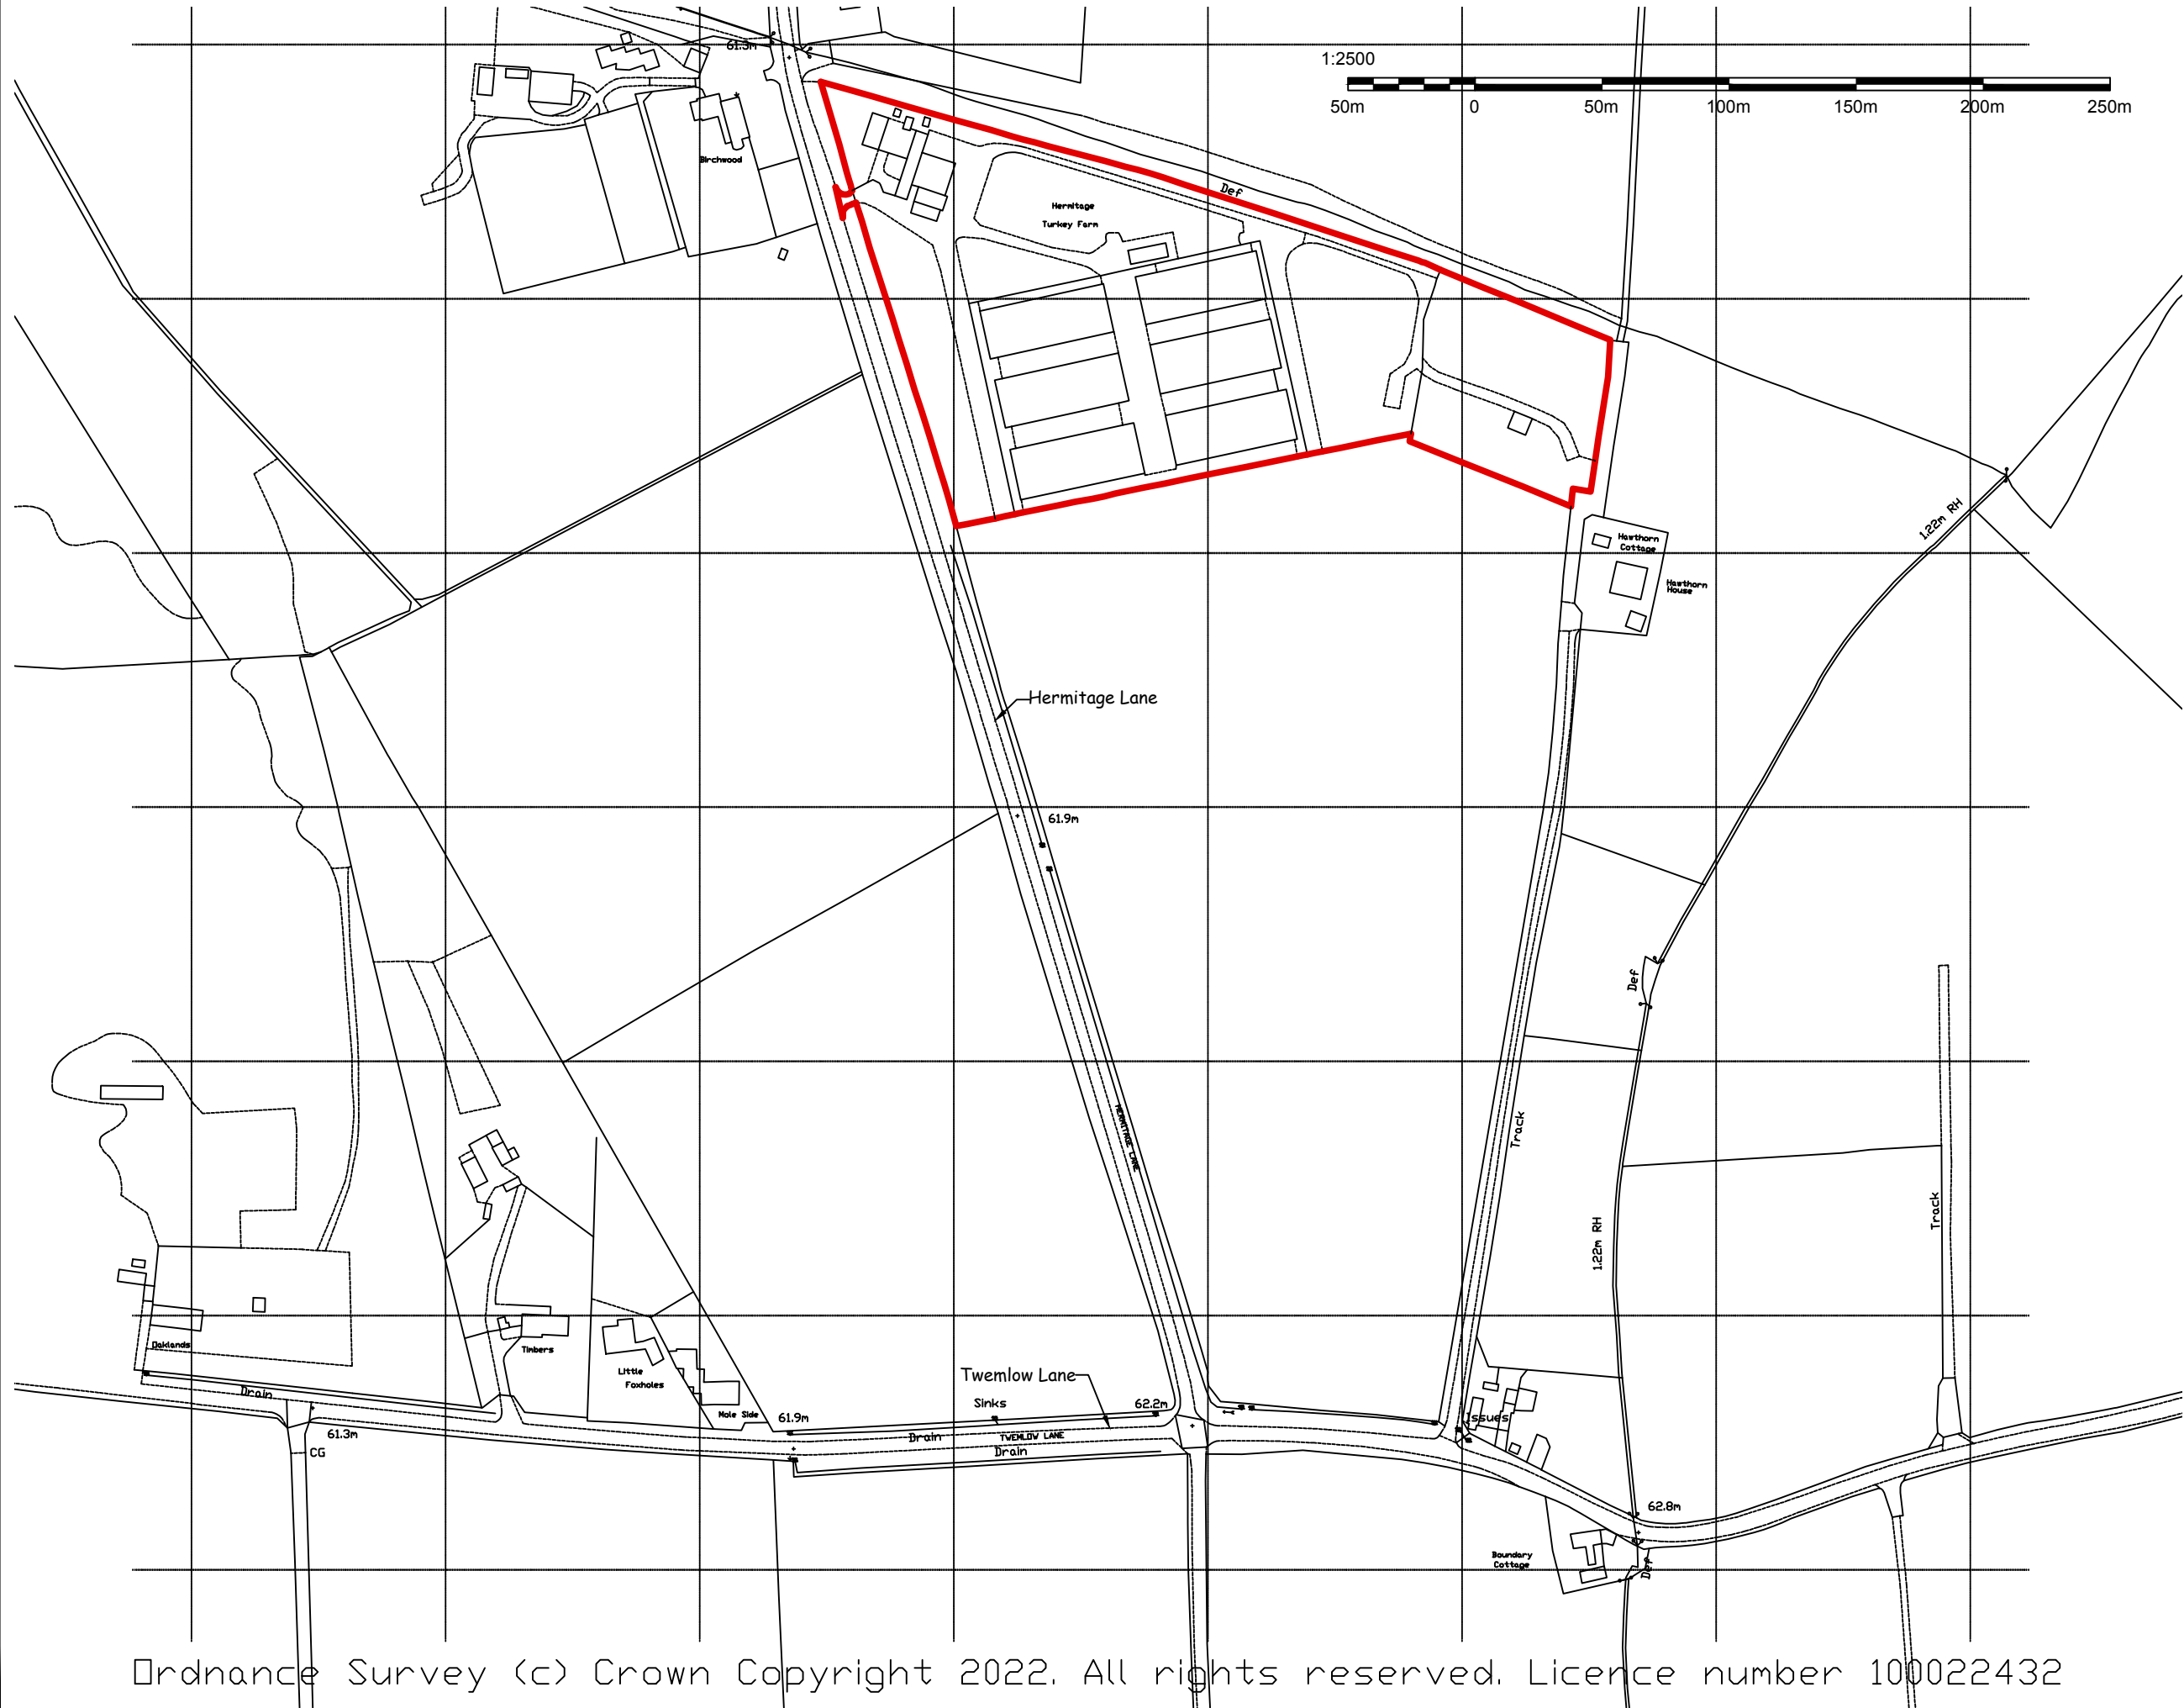 1:2500
50m 0 50m 100m 150m 200m 250m
61.3m
Birchwood
Def
Hermitage
Turkey Farm
1.22m RH
Hawthorn
Cottage
Hawthorn
House
Hermitage Lane
61.9m
Def
HERMITAGE LANE
Track
Track
1.22m RH
Oaklands
Timbers
Little
Foxholes
Mole Side
Drain
61.3m
CG
61.9m
Twemlow Lane
Sinks
62.2m
Drain
TWEMLOW LANE
Drain
Issues
62.8m
Boundary
Cottage
Def
Ordnance Survey (c) Crown Copyright 2022. All rights reserved. Licence number 100022432